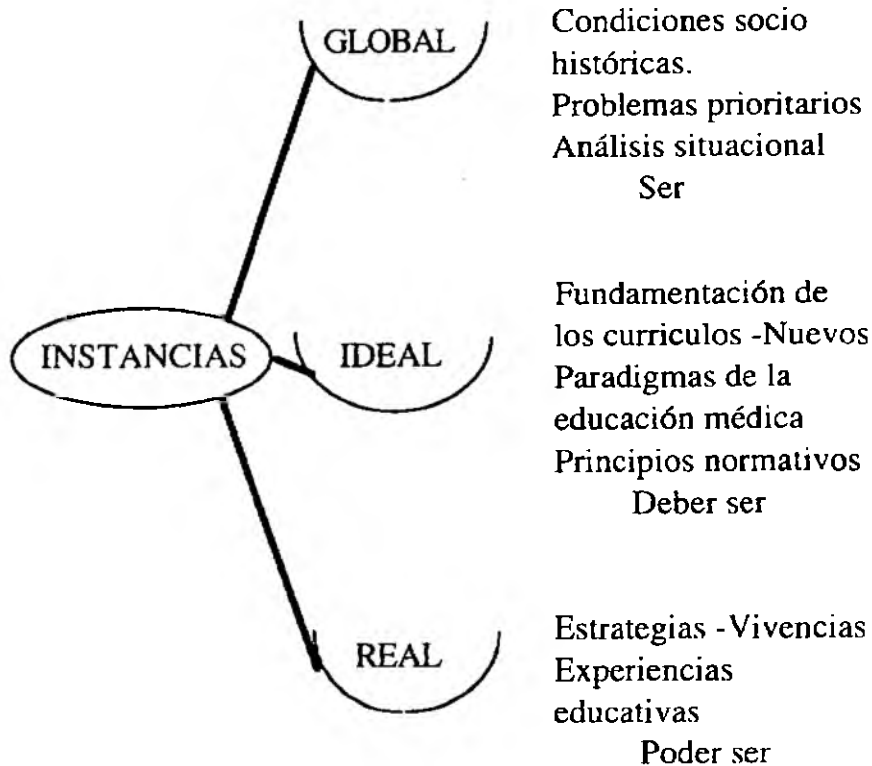 GLOBAL
Condiciones socio
históricas.
Problemas prioritarios
Análisis situacional
Ser
INSTANCIAS
IDEAL
Fundamentación de
los curriculos -Nuevos
Paradigmas de la
educación médica
Principios normativos
Deber ser
REAL
Estrategias -Vivencias
Experiencias
educativas
Poder ser